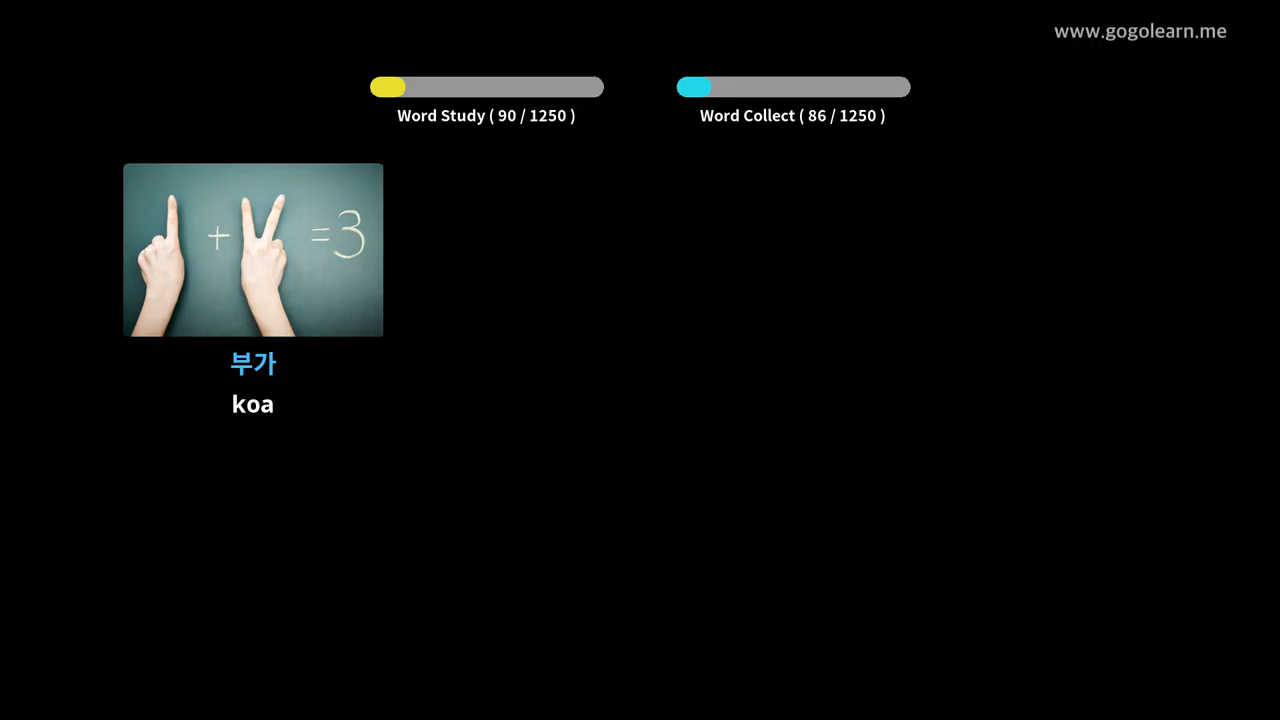 www.gogolearn.me
Word Study ( 90 / 1250 )
Word Collect ( 86 / 1250 )
+ =3
부가
koa